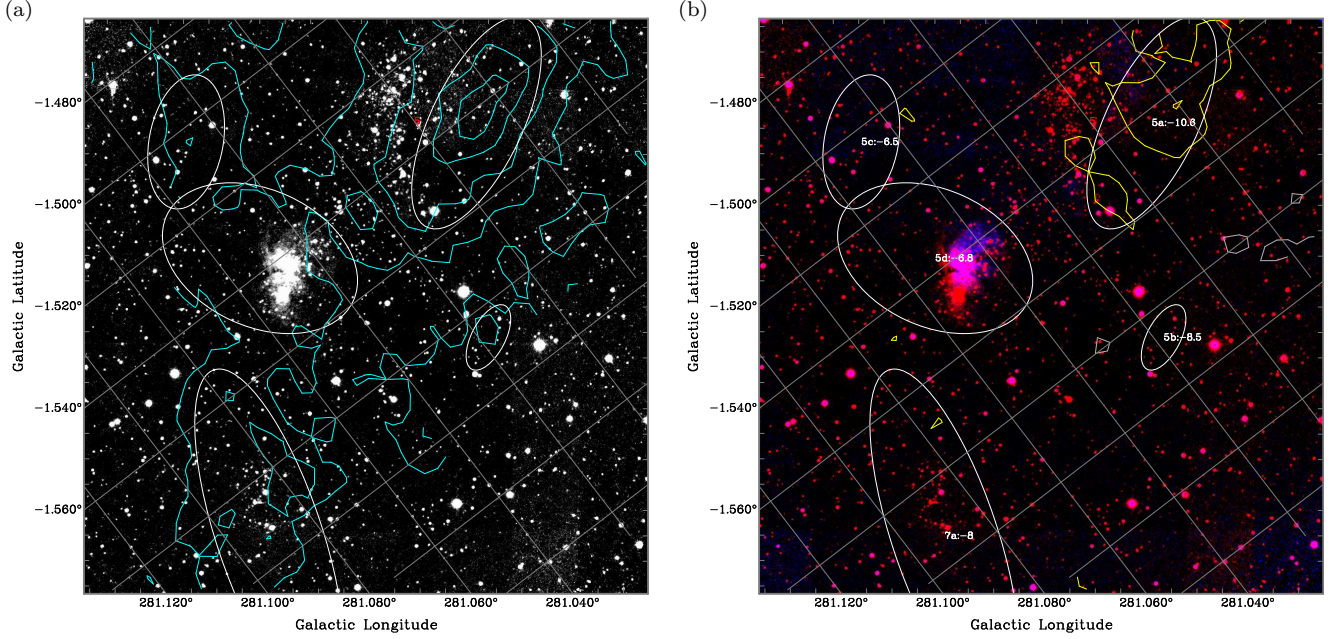 (a)
(b)
−1.480°
−1.500°
−1.520°
−1.540°
−1.560°
Galactic Latitude
281.120° 281.100° 281.080° 281.060° 281.040°
Galactic Longitude
−1.480°
−1.500°
−1.520°
−1.540°
−1.560°
Galactic Latitude
5a:−10.6
5c:−6.5
5d:−6.8
5b:−8.5
7a:−8
281.120° 281.100° 281.080° 281.060° 281.040°
Galactic Longitude